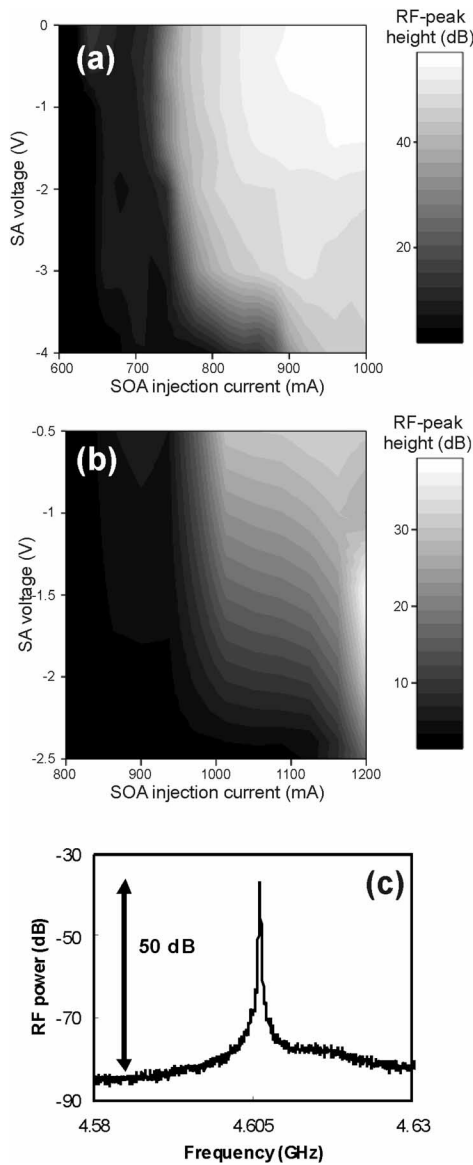 (a)
SA voltage (V)
0
-1
-2
-3
-4
600 700 800 900 1000
SOA injection current (mA)
RF-peak
height (dB)
40
20
(b)
SA voltage (V)
-0.5
-1
-1.5
-2
-2.5
800 900 1000 1100 1200
SOA injection current (mA)
RF-peak
height (dB)
30
20
10
(c)
RF power (dB)
-30
-50
-70
-90
50 dB
4.58 4.605 4.63
Frequency (GHz)